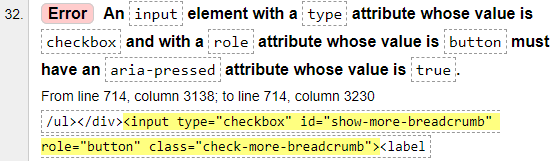 32. Error An input element with a type attribute whose value is
checkbox and with a role attribute whose value is button must
have an aria-pressed attribute whose value is true.
From line 714, column 3138; to line 714, column 3230
/ul></div><input type="checkbox" id="show-more-breadcrumb"
role="button" class="check-more-breadcrumb"><label